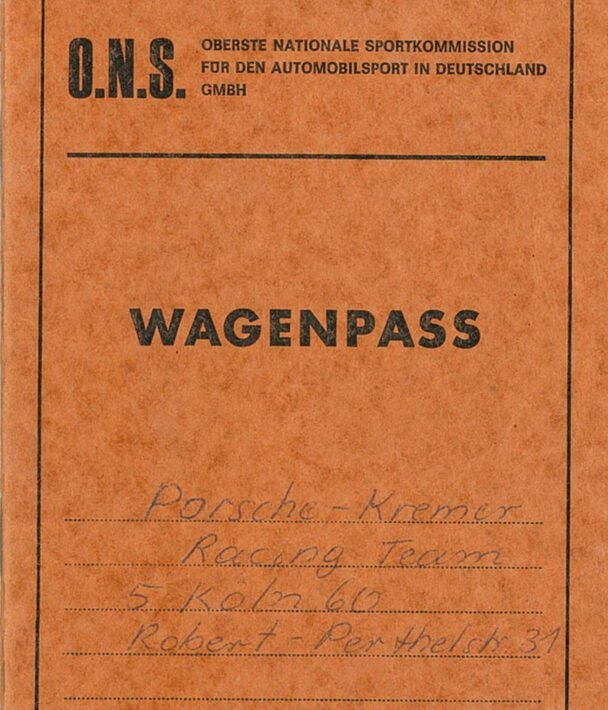 O.N.S.
OBERSTE NATIONALE SPORTKOMMISSION
FÜR DEN AUTOMOBILSPORT IN DEUTSCHLAND
GMBH
WAGENPASS
Porsche-Kremer
Racing Team
5 Köln 60
Robert-Perthelstr. 31